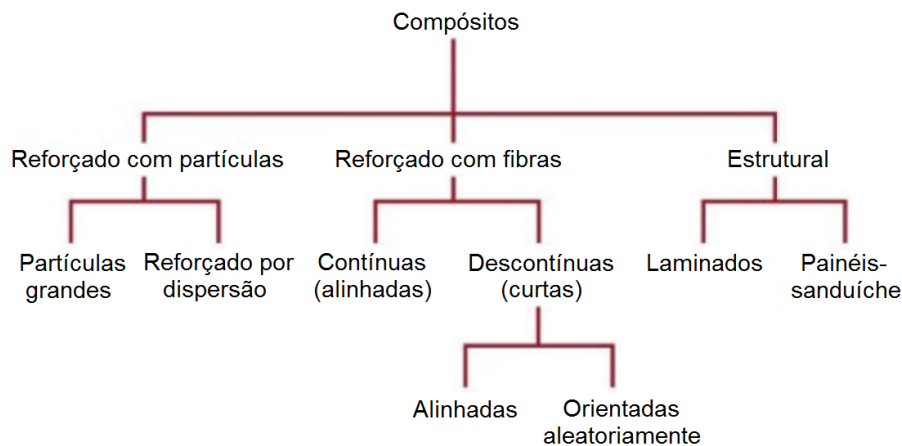 Compósitos
Reforçado com partículas
Reforçado com fibras
Estrutural
Partículas
grandes
Reforçado por
dispersão
Contínuas
(alinhadas)
Descontínuas
(curtas)
Laminados
Painéis-
sanduíche
Alinhadas
Orientadas
aleatoriamente